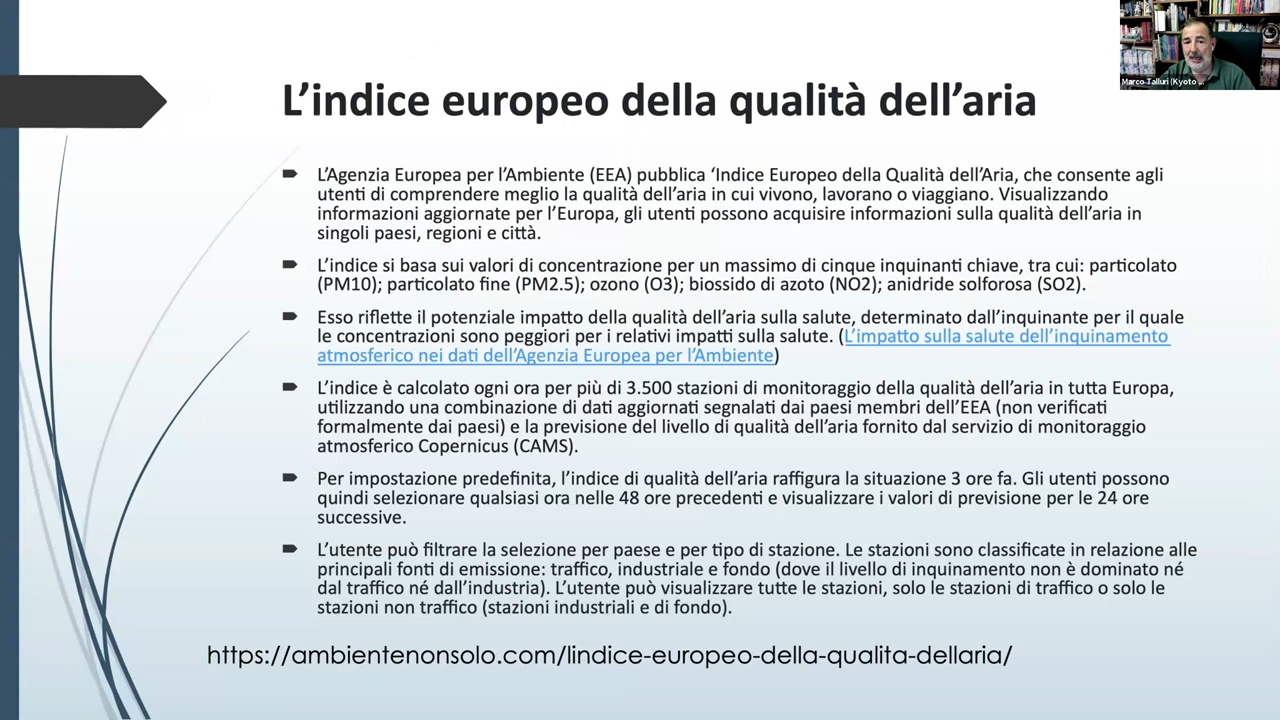 Marco Talluri (Kyoto ...
L’indice europeo della qualità dell’aria
L’Agenzia Europea per l’Ambiente (EEA) pubblica ‘Indice Europeo della Qualità dell’Aria, che consente agli
utenti di comprendere meglio la qualità dell’aria in cui vivono, lavorano o viaggiano. Visualizzando
informazioni aggiornate per l’Europa, gli utenti possono acquisire informazioni sulla qualità dell’aria in
singoli paesi, regioni e città.
L’indice si basa sui valori di concentrazione per un massimo di cinque inquinanti chiave, tra cui: particolato
(PM10); particolato fine (PM2.5); ozono (O3); biossido di azoto (NO2); anidride solforosa (SO2).
Esso riflette il potenziale impatto della qualità dell’aria sulla salute, determinato dall’inquinante per il quale
le concentrazioni sono peggiori per i relativi impatti sulla salute. (L’impatto sulla salute dell’inquinamento
atmosferico nei dati dell’Agenzia Europea per l’Ambiente)
L’indice è calcolato ogni ora per più di 3.500 stazioni di monitoraggio della qualità dell’aria in tutta Europa,
utilizzando una combinazione di dati aggiornati segnalati dai paesi membri dell’EEA (non verificati
formalmente dai paesi) e la previsione del livello di qualità dell’aria fornito dal servizio di monitoraggio
atmosferico Copernicus (CAMS).
Per impostazione predefinita, l’indice di qualità dell’aria raffigura la situazione 3 ore fa. Gli utenti possono
quindi selezionare qualsiasi ora nelle 48 ore precedenti e visualizzare i valori di previsione per le 24 ore
successive.
L’utente può filtrare la selezione per paese e per tipo di stazione. Le stazioni sono classificate in relazione alle
principali fonti di emissione: traffico, industriale e fondo (dove il livello di inquinamento non è dominato né
dal traffico né dall’industria). L’utente può visualizzare tutte le stazioni, solo le stazioni di traffico o solo le
stazioni non traffico (stazioni industriali e di fondo).
https://ambientenonsolo.com/lindice-europeo-della-qualita-dellaria/